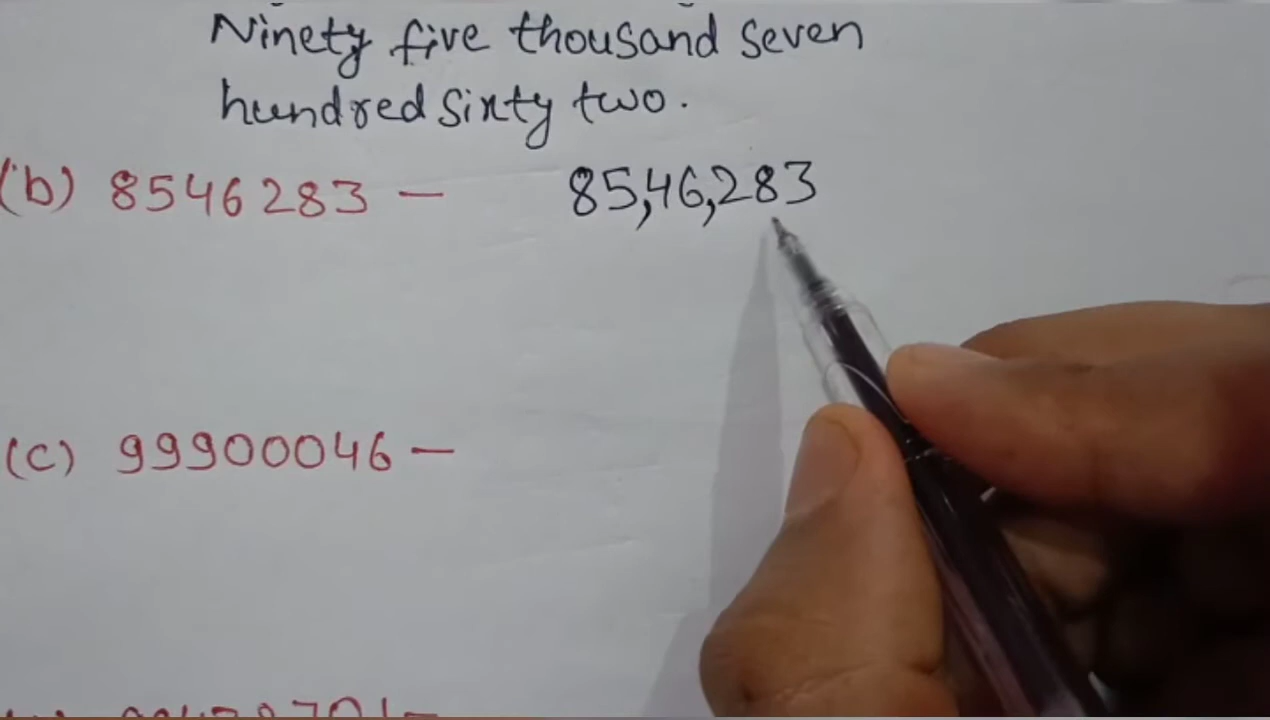 Ninety five thousand seven
hundred sixty two.
(b) 8546283 - 85,46,283
(c) 99900046 -